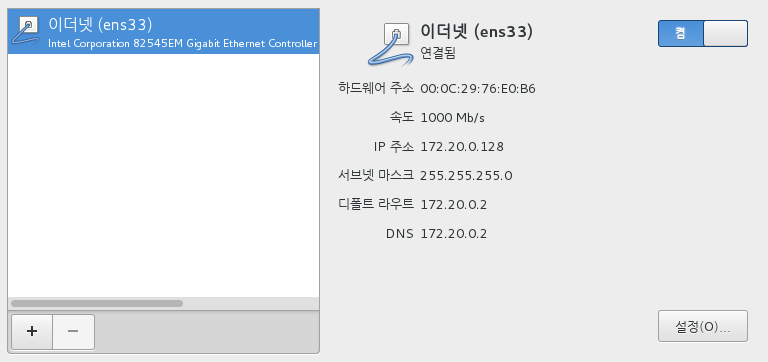 이더넷 (ens33)
Intel Corporation 82545EM Gigabit Ethernet Controller
이더넷 (ens33)
연결됨
켬
하드웨어 주소 00:0C:29:76:E0:B6
속도 1000 Mb/s
IP 주소 172.20.0.128
서브넷 마스크 255.255.255.0
디폴트 라우트 172.20.0.2
DNS 172.20.0.2
설정(O)...